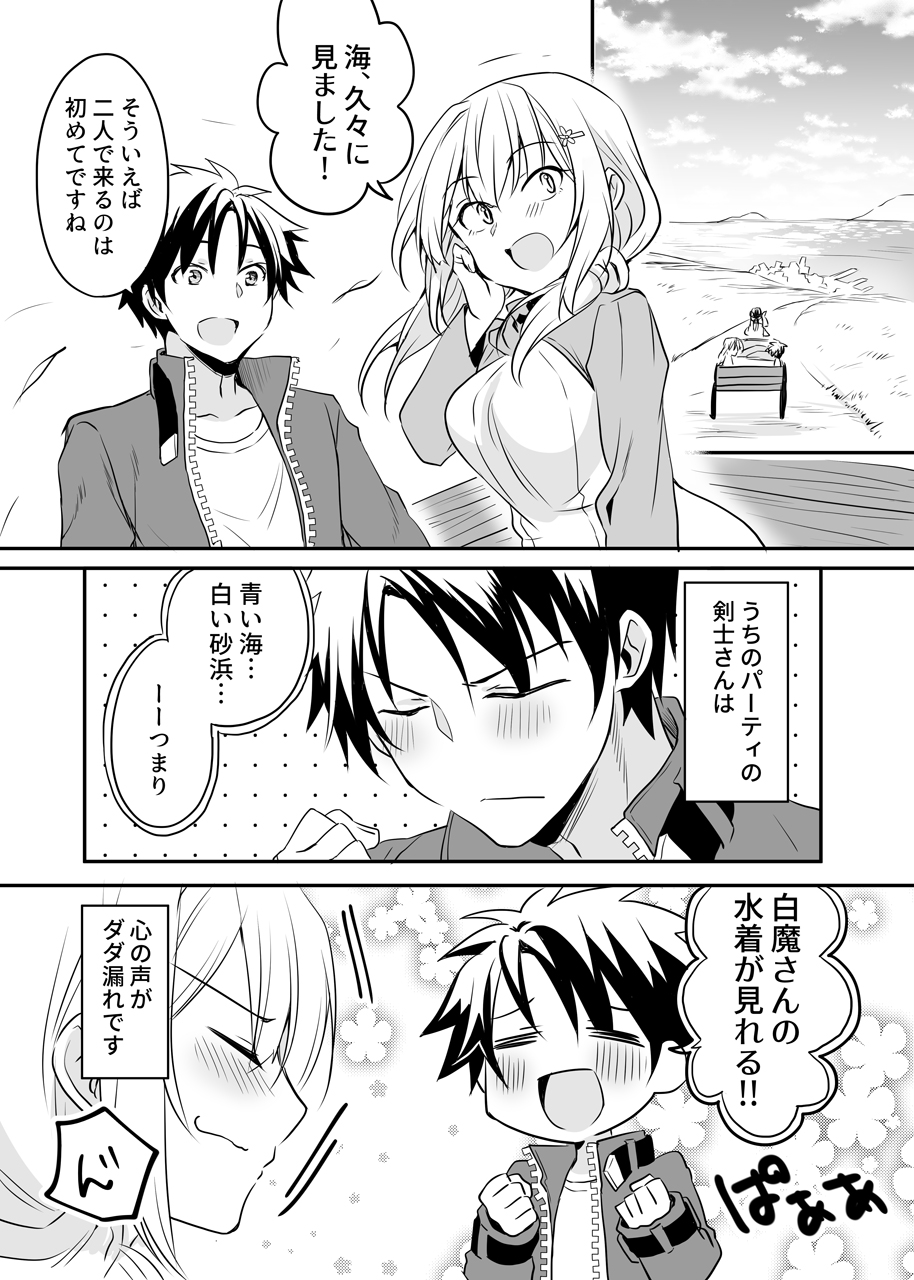 海、久々に
見ました！
そういえば
二人で来るのは
初めてですね
うちのパーティの
剣士さんは
青い海…
白い砂浜…
ーーつまり
白魔さんの
水着が見れる!!
ぱぁぁ
心の声が
ダダ漏れです